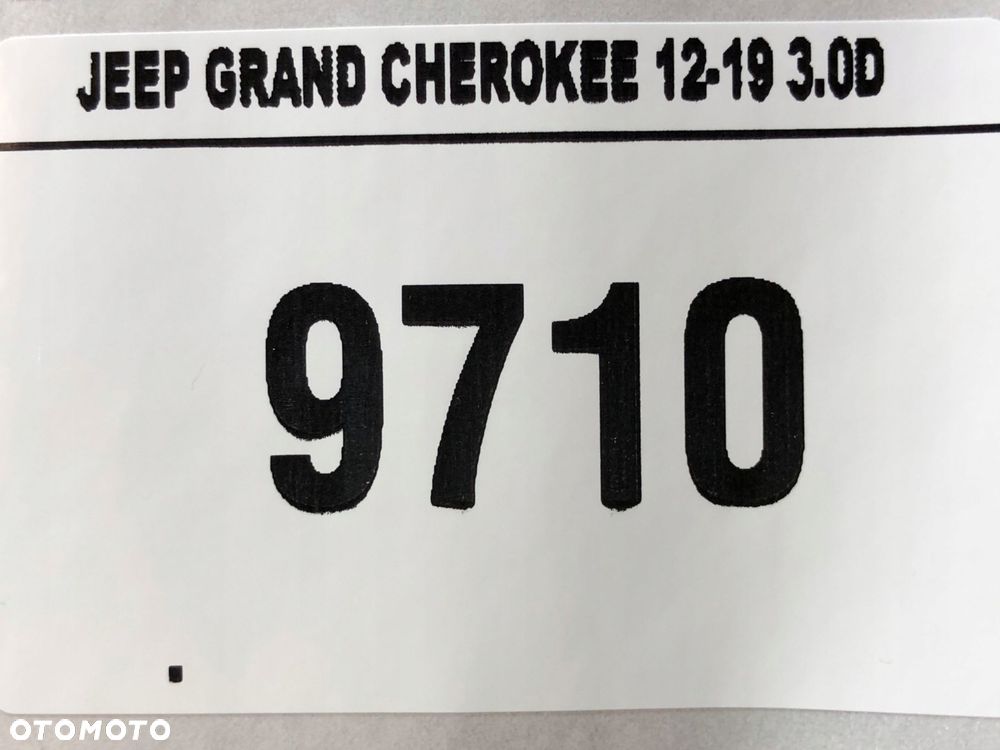 JEEP GRAND CHEROKEE 12-19 3.0D
9710
.
OTOMOTO